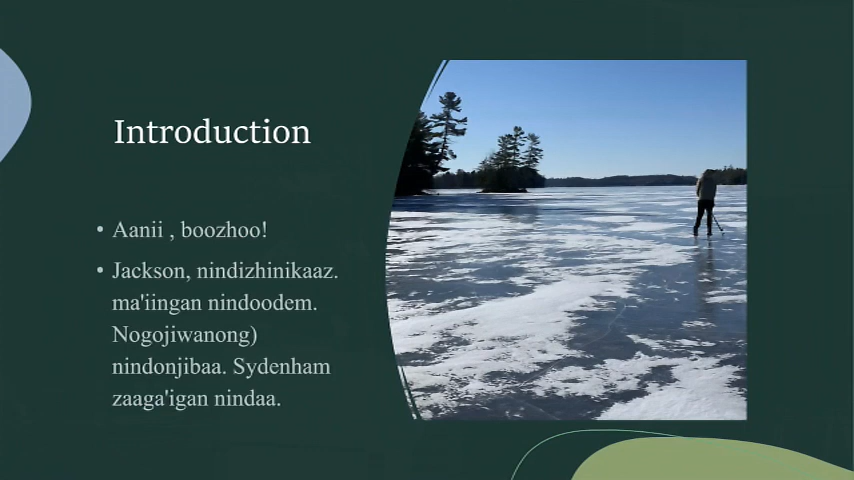 Introduction
• Aanii , boozhoo!
• Jackson, nindizhinikaaz.
ma'iingan nindoodem.
Nogojiwanong)
nindonjibaa. Sydenham
zaaga'igan nindaa.